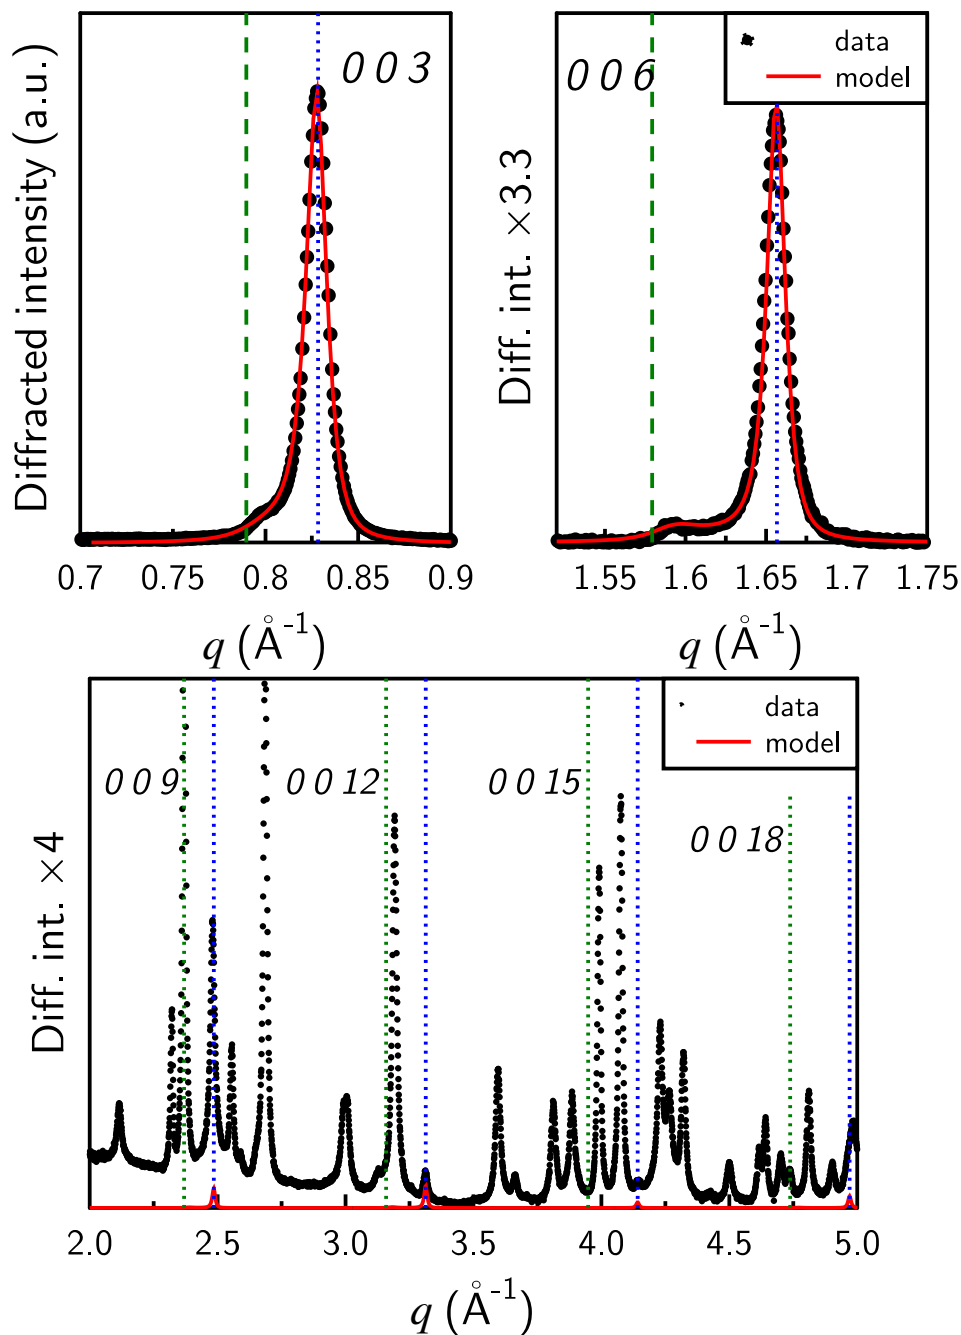 Diffracted intensity (a.u.)
0 0 3
0.7 0.75 0.8 0.85 0.9
q (Å-1)
Diff. int. ×3.3
0 0 6
data
model
1.55 1.6 1.65 1.7 1.75
q (Å-1)
Diff. int. ×4
data
model
0 0 9
0 0 12
0 0 15
0 0 18
2.0 2.5 3.0 3.5 4.0 4.5 5.0
q (Å-1)